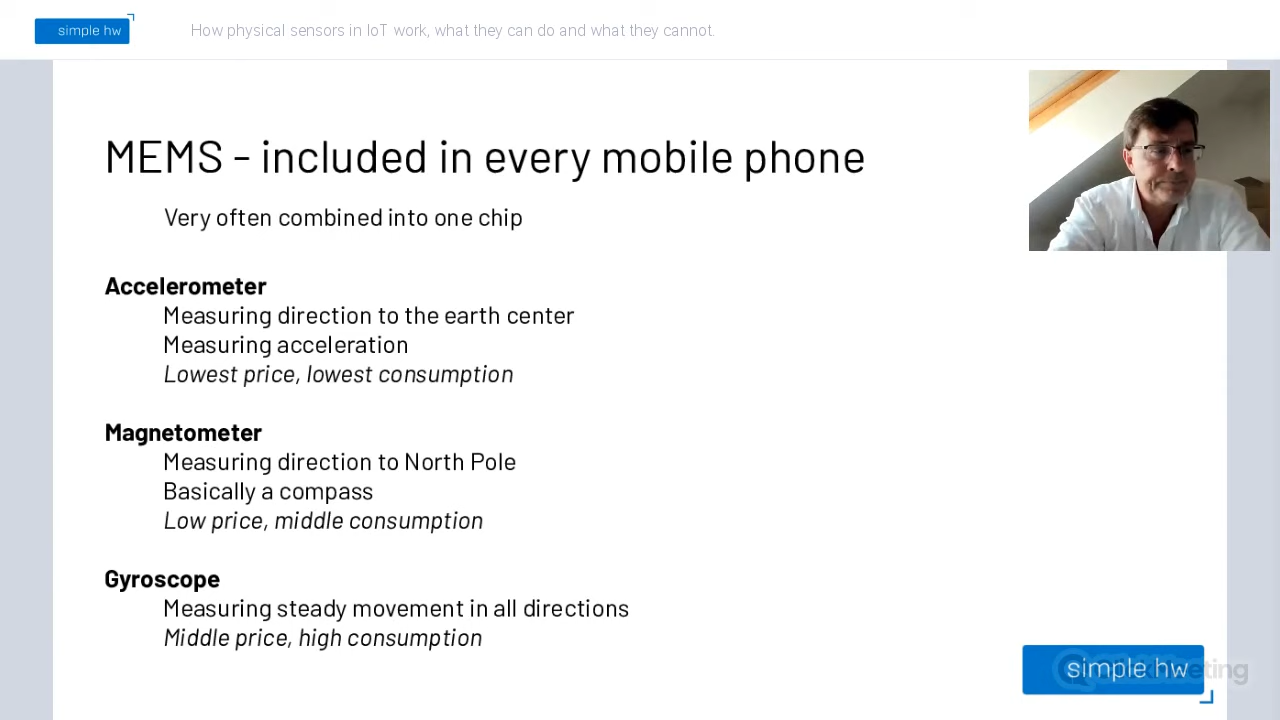 simple hw
How physical sensors in IoT work, what they can do and what they cannot.
MEMS - included in every mobile phone
Very often combined into one chip
Accelerometer
Measuring direction to the earth center
Measuring acceleration
Lowest price, lowest consumption
Magnetometer
Measuring direction to North Pole
Basically a compass
Low price, middle consumption
Gyroscope
Measuring steady movement in all directions
Middle price, high consumption
simple hw